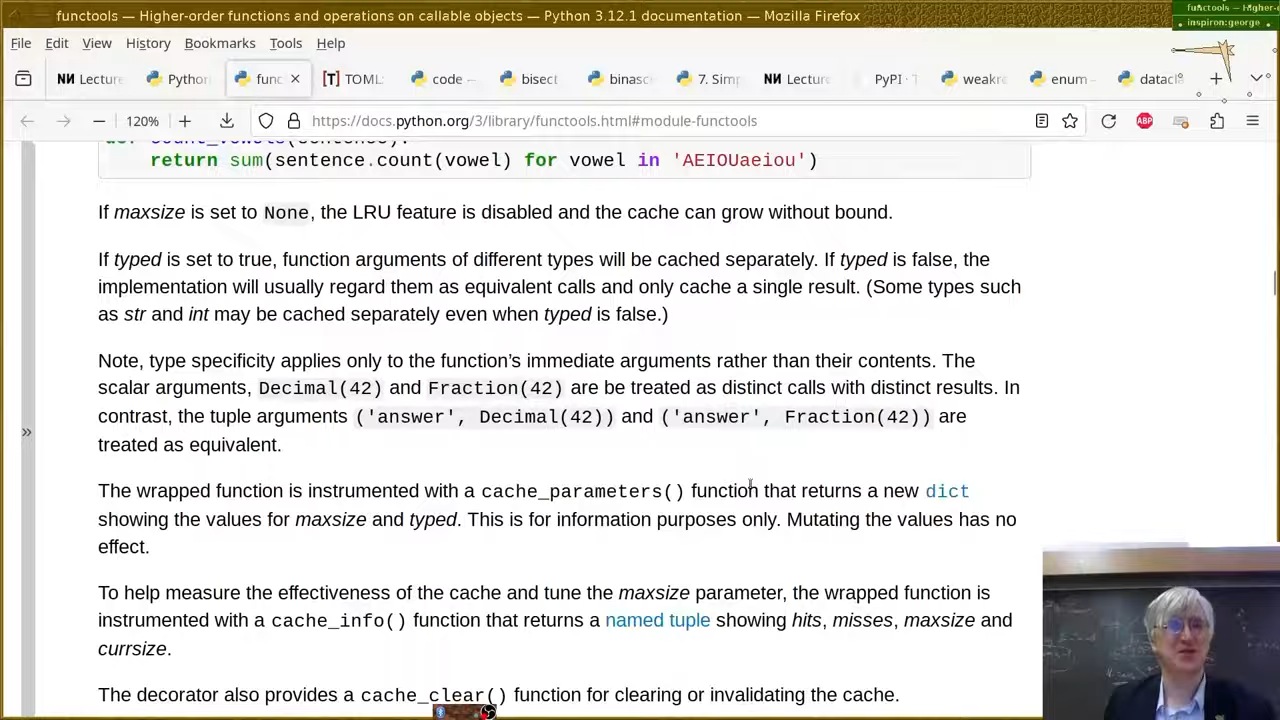 functools — Higher-order functions and operations on callable objects — Python 3.12.1 documentation — Mozilla Firefox
functools — Higher-o
inspiron:george
File Edit View History Bookmarks Tools Help
Lecture Python func × [T] TOML: code — bisect binasc 7. Simp Lecture PyPI · T weakre enum — datacla
120% https://docs.python.org/3/library/functools.html#module-functools ABP
def count_vowels(sentence):
return sum(sentence.count(vowel) for vowel in 'AEIOUaeiou')
If maxsize is set to None, the LRU feature is disabled and the cache can grow without bound.
If typed is set to true, function arguments of different types will be cached separately. If typed is false, the
implementation will usually regard them as equivalent calls and only cache a single result. (Some types such
as str and int may be cached separately even when typed is false.)
Note, type specificity applies only to the function’s immediate arguments rather than their contents. The
scalar arguments, Decimal(42) and Fraction(42) are be treated as distinct calls with distinct results. In
contrast, the tuple arguments ('answer', Decimal(42)) and ('answer', Fraction(42)) are
treated as equivalent.
»
The wrapped function is instrumented with a cache_parameters() function that returns a new dict
showing the values for maxsize and typed. This is for information purposes only. Mutating the values has no
effect.
To help measure the effectiveness of the cache and tune the maxsize parameter, the wrapped function is
instrumented with a cache_info() function that returns a named tuple showing hits, misses, maxsize and
currsize.
The decorator also provides a cache_clear() function for clearing or invalidating the cache.